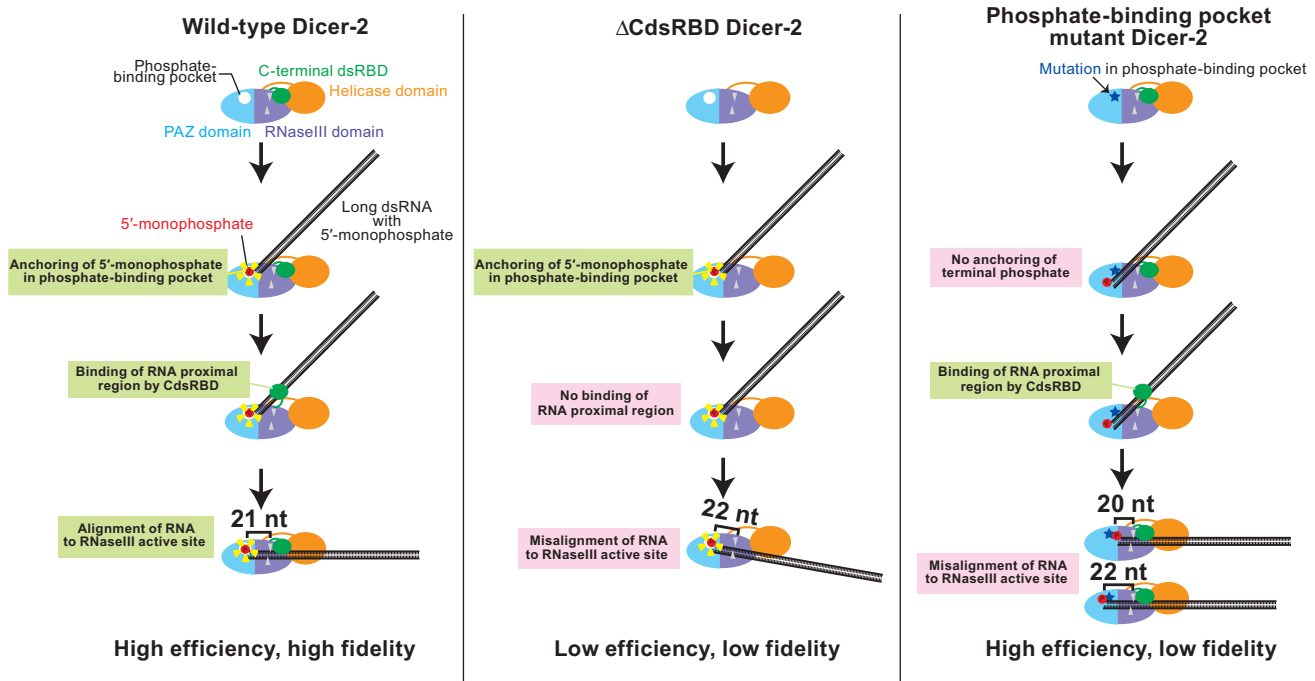 Wild-type Dicer-2
Phosphate-
binding pocket
C-terminal dsRBD
Helicase domain
PAZ domain
RNaseIII domain
5′-monophosphate
Long dsRNA
with
5′-monophosphate
Anchoring of 5′-monophosphate
in phosphate-binding pocket
P
Binding of RNA proximal
region by CdsRBD
P
21 nt
Alignment of RNA
to RNaseIII active site
P
High efficiency, high fidelity
ΔCdsRBD Dicer-2
Anchoring of 5′-monophosphate
in phosphate-binding pocket
P
No binding of
RNA proximal region
P
22 nt
Misalignment of RNA
to RNaseIII active site
P
Low efficiency, low fidelity
Phosphate-binding pocket
mutant Dicer-2
Mutation in phosphate-binding pocket
No anchoring of
terminal phosphate
P
Binding of RNA proximal
region by CdsRBD
P
20 nt
P
Misalignment of RNA
to RNaseIII active site
22 nt
P
High efficiency, low fidelity